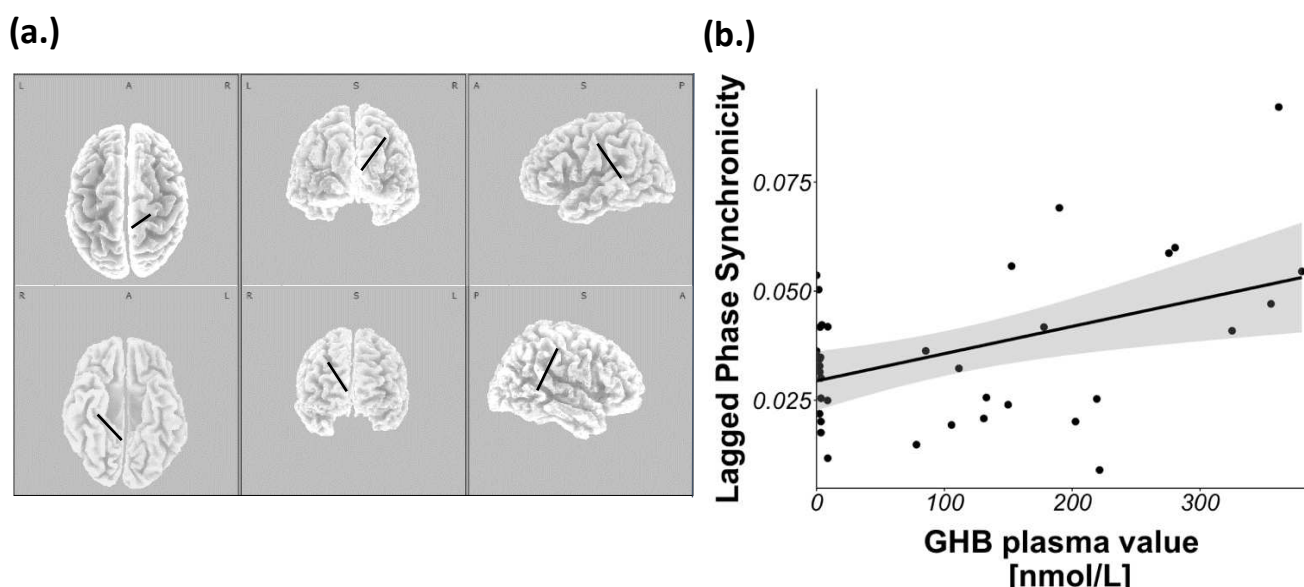 (a.)
L A R
L S R
A S P
R A L
R S L
P S A
(b.)
Lagged Phase Synchronicity
0.075
0.050
0.025
0 100 200 300
GHB plasma value
[nmol/L]